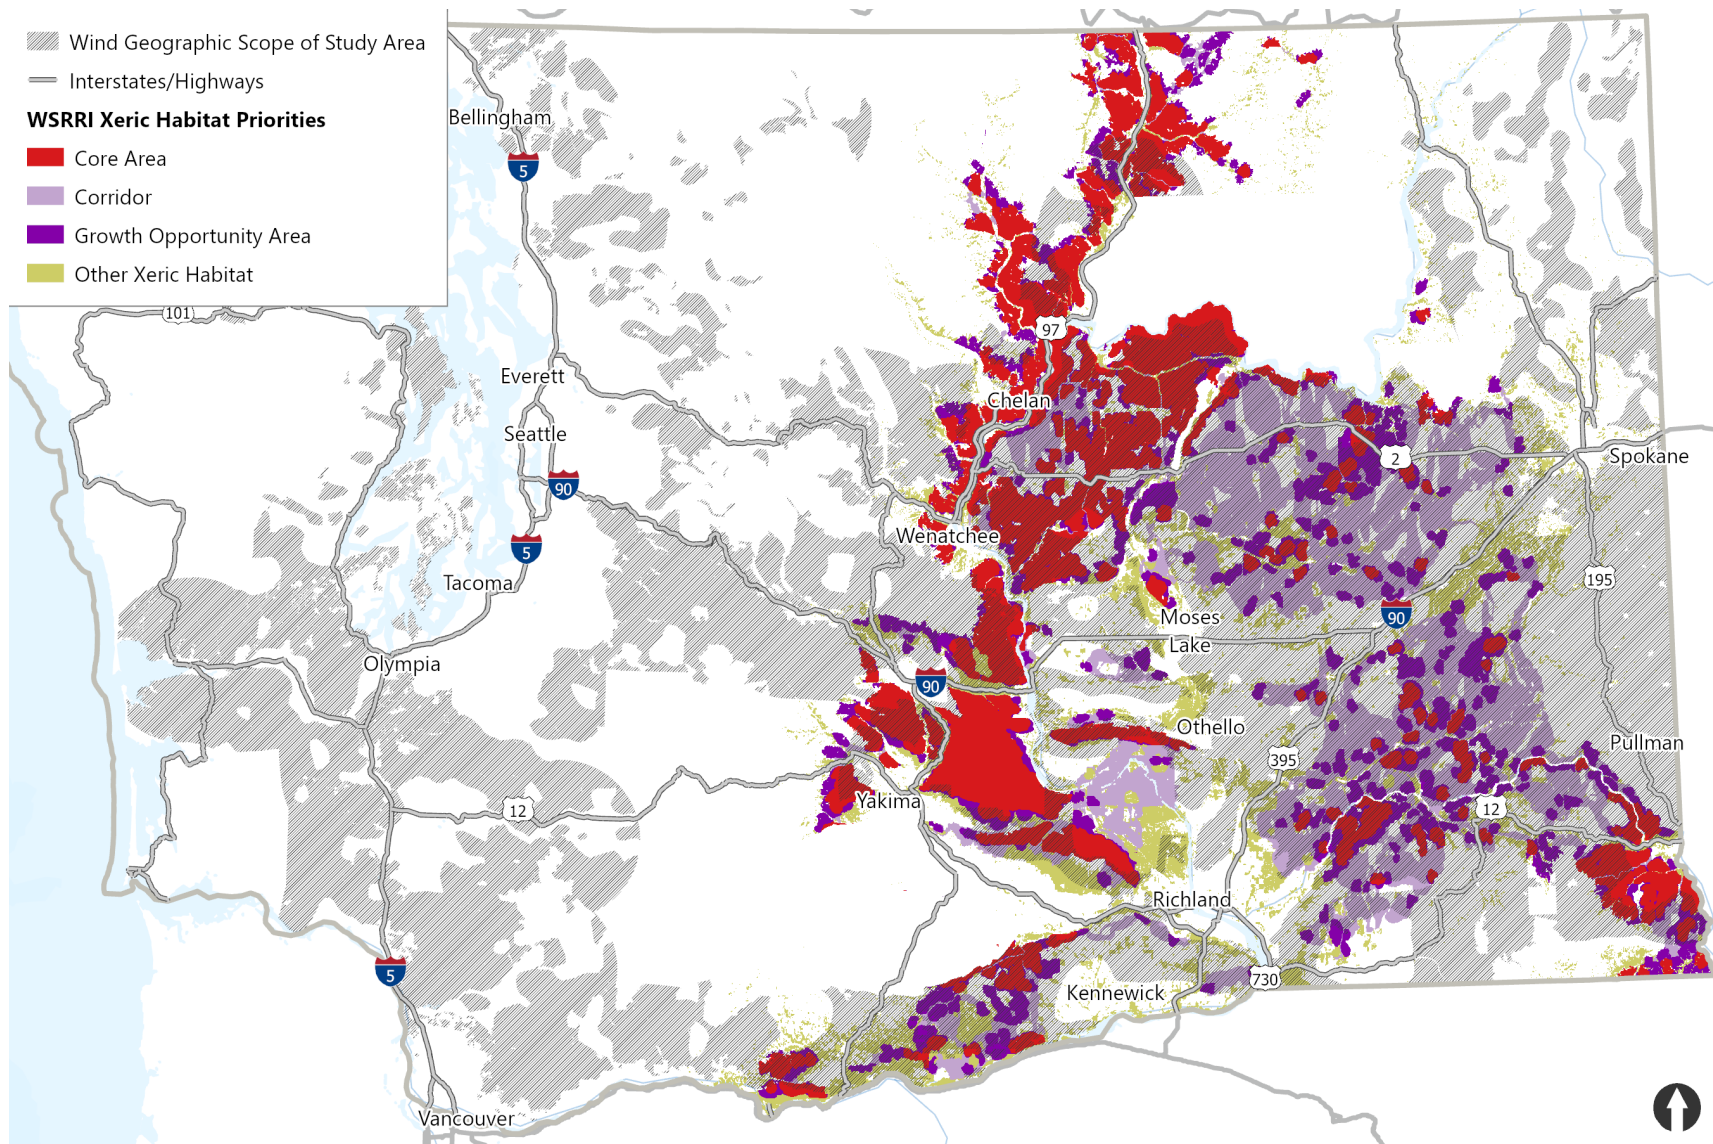 Wind Geographic Scope of Study Area
Interstates/Highways
WSRRI Xeric Habitat Priorities
Core Area
Corridor
Growth Opportunity Area
Other Xeric Habitat
Bellingham
5
101
97
Everett
Chelan
Seattle
2
Spokane
90
Wenatchee
5
Tacoma
195
90
Moses
Lake
Olympia
90
Othello
Pullman
395
Yakima
12
12
Richland
5
730
Kennewick
Vancouver